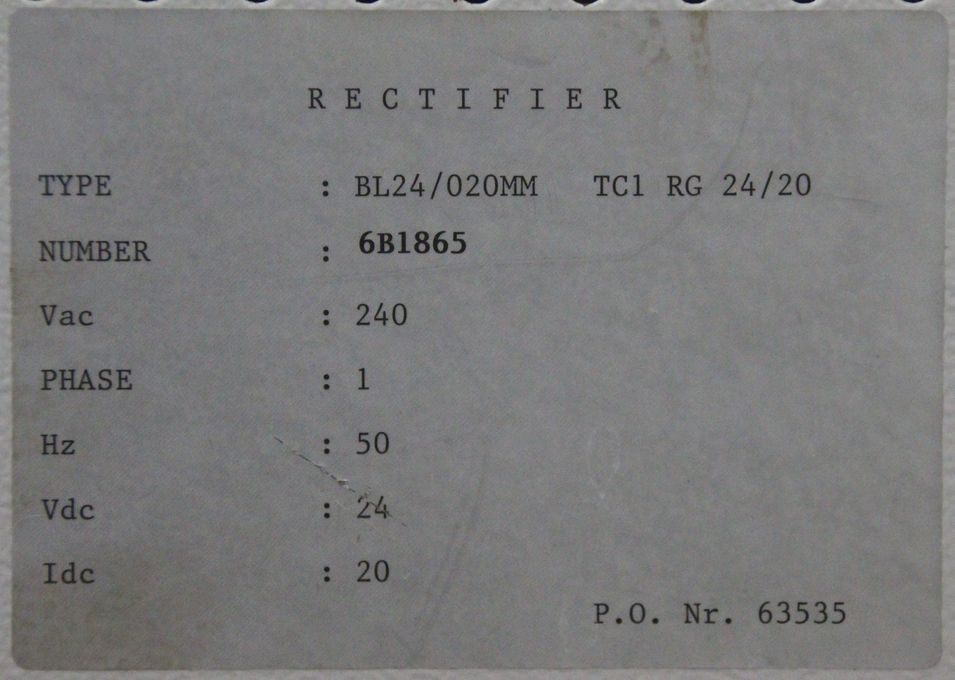 RECTIFIER
TYPE : BL24/020MM TC1 RG 24/20
NUMBER : 6B1865
Vac : 240
PHASE : 1
Hz : 50
Vdc : 24
Idc : 20
P.O. Nr. 63535